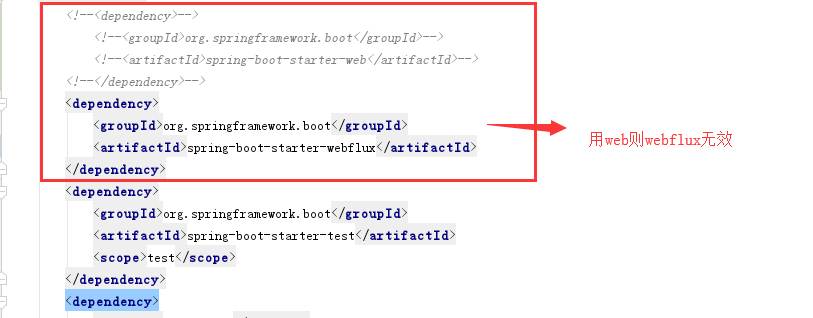 <!--<dependency>-->
<!--<groupId>org.springframework.boot</groupId>-->
<!--<artifactId>spring-boot-starter-web</artifactId>-->
<!--</dependency>-->
<dependency>
<groupId>org.springframework.boot</groupId>
<artifactId>spring-boot-starter-webflux</artifactId>
</dependency>
用web则webflux无效
<dependency>
<groupId>org.springframework.boot</groupId>
<artifactId>spring-boot-starter-test</artifactId>
<scope>test</scope>
</dependency>
<dependency>